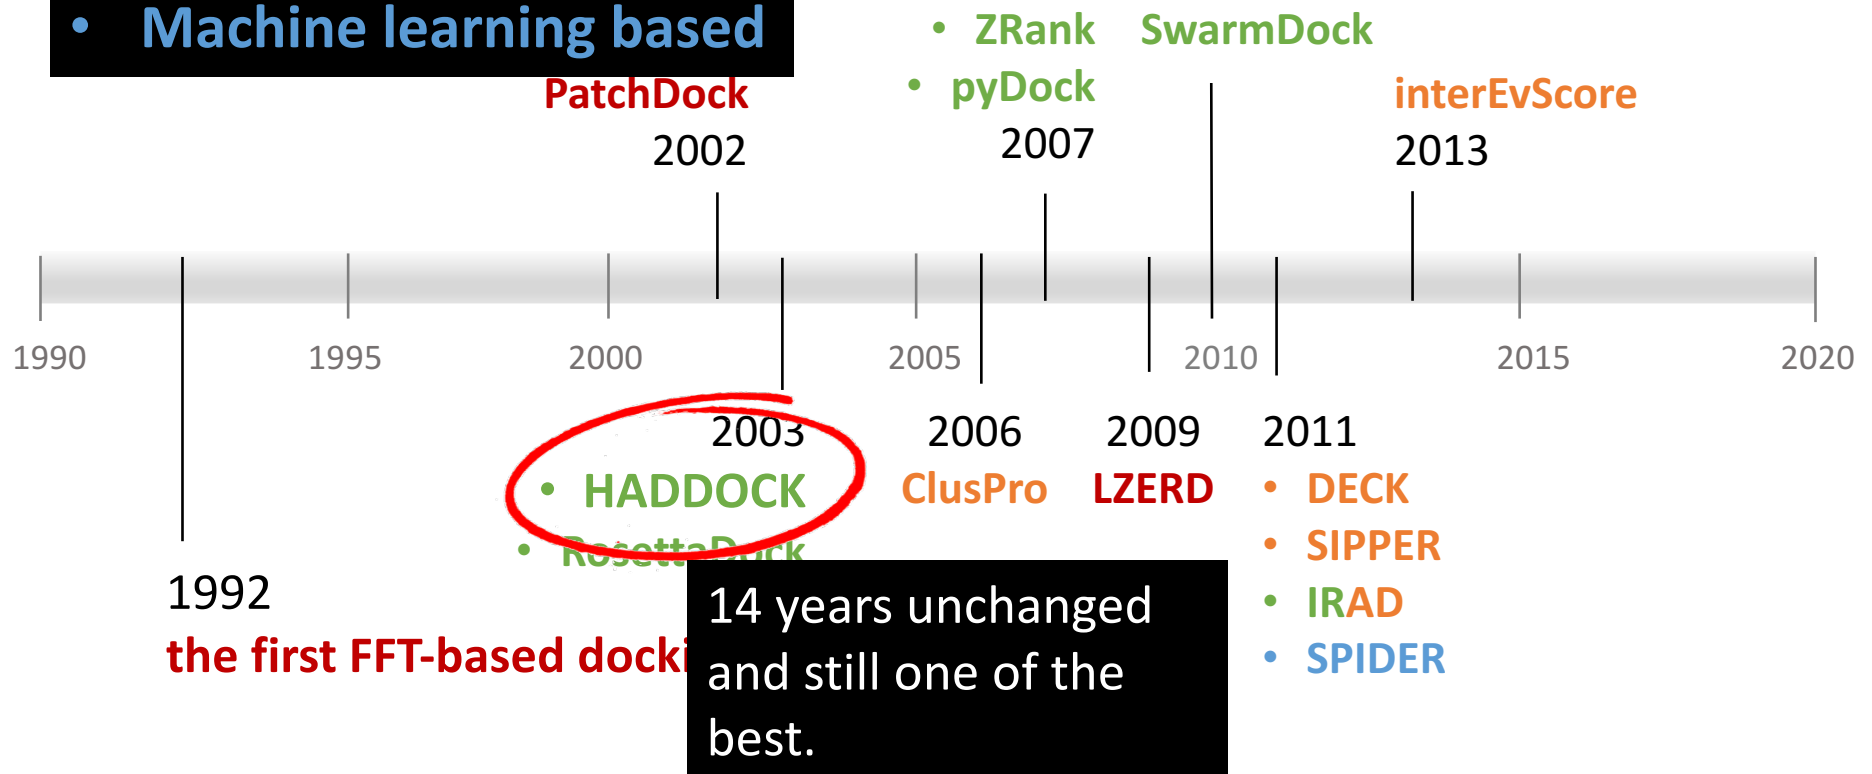 • Machine learning based
• ZRank
SwarmDock
PatchDock
• pyDock
interEvScore
2002
2007
2013
1990
1995
2000
2005
2010
2015
2020
2003
2006
2009
2011
• HADDOCK
ClusPro
LZERD
• DECK
• RosettaDock
• SIPPER
1992
• IRAD
the first FFT-based docki
• SPIDER
14 years unchanged
and still one of the
best.